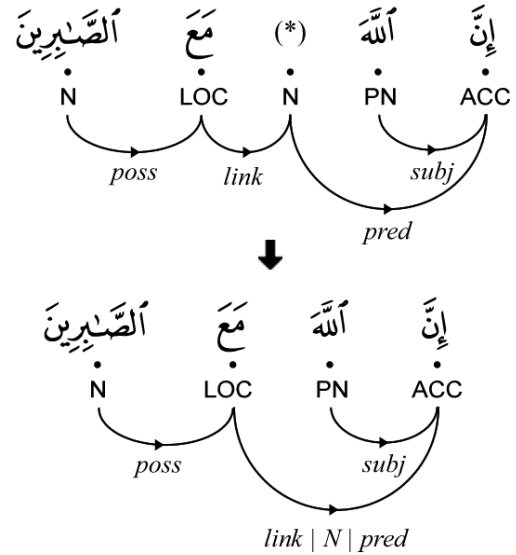 إِنَّ ٱللَّهَ (*) مَعَ ٱلصَّـٰبِرِينَ
N LOC N PN ACC
poss link subj
pred
إِنَّ ٱللَّهَ مَعَ ٱلصَّـٰبِرِينَ
N LOC PN ACC
poss subj
link | N | pred